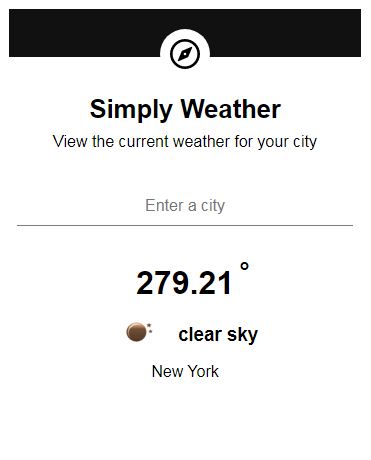 Simply Weather
View the current weather for your city
Enter a city
279.21°
clear sky
New York